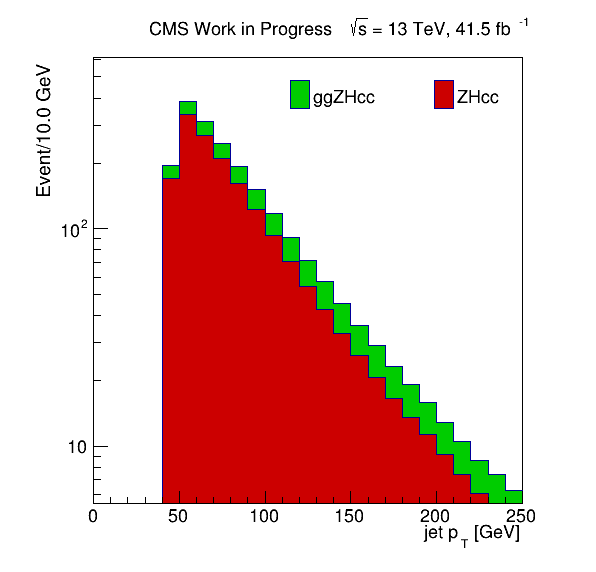 CMS Work in Progress √s = 13 TeV, 41.5 fb⁻¹
Event/10.0 GeV
ggZHcc ZHcc
10²
10
0 50 100 150 200 250
jet p_T [GeV]